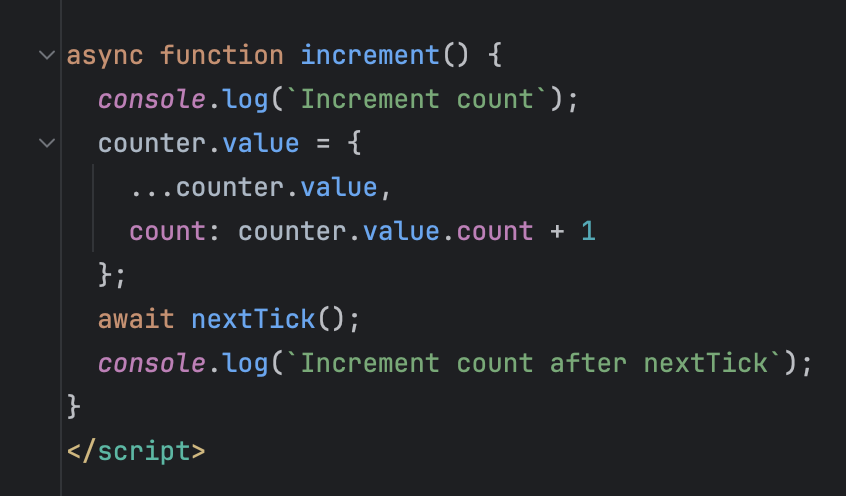 async function increment() {
  console.log(`Increment count`);
  counter.value = {
    ...counter.value,
    count: counter.value.count + 1
  };
  await nextTick();
  console.log(`Increment count after nextTick`);
}
</script>